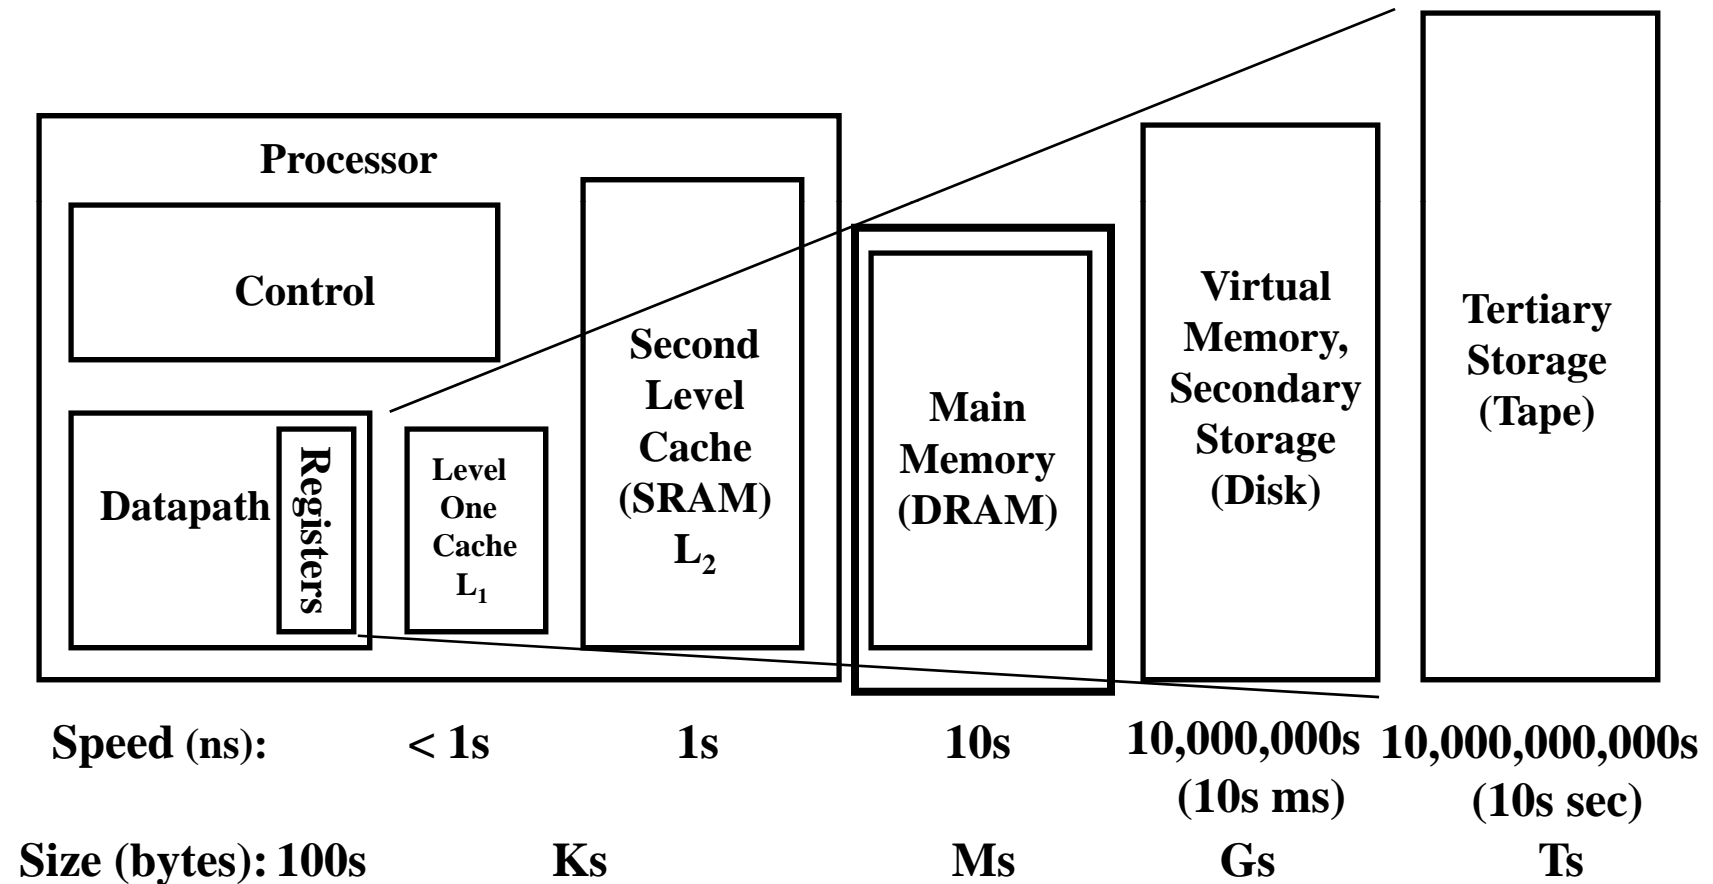 Processor
Control
Datapath
Registers
Level
One
Cache
L₁
Second
Level
Cache
(SRAM)
L₂
Main
Memory
(DRAM)
Virtual
Memory,
Secondary
Storage
(Disk)
Tertiary
Storage
(Tape)
Speed (ns): < 1s 1s 10s 10,000,000s 10,000,000,000s
(10s ms) (10s sec)
Size (bytes): 100s Ks Ms Gs Ts